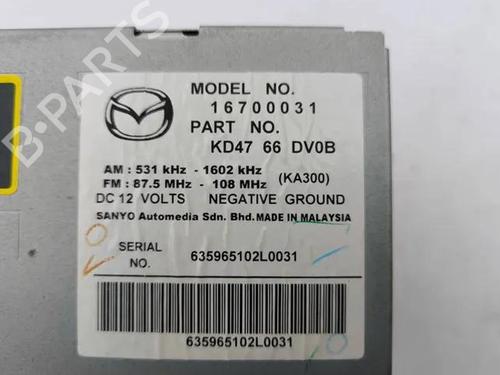 MODEL NO.
16700031
PART NO.
KD47 66 DV0B
AM : 531 kHz - 1602 kHz
FM : 87.5 MHz - 108 MHz (KA300)
DC 12 VOLTS NEGATIVE GROUND
SANYO Automedia Sdn. Bhd. MADE IN MALAYSIA
SERIAL NO. 635965102L0031
635965102L0031
B-PARTS